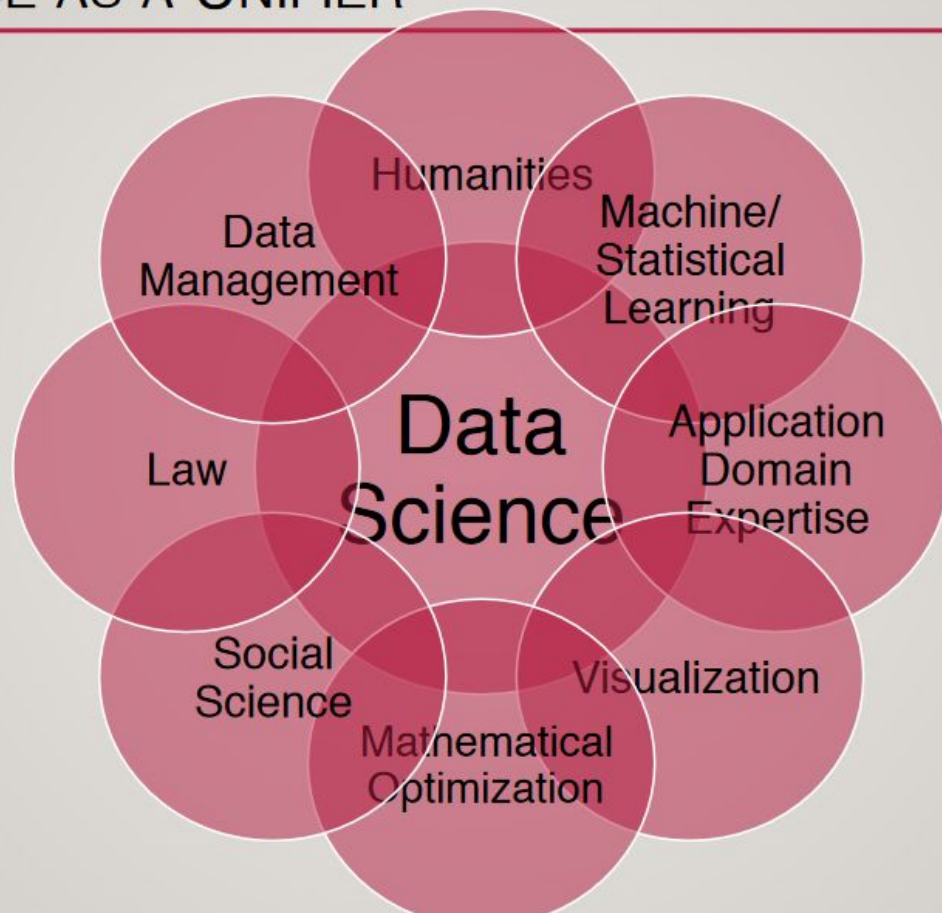 AS A UNIFIER
Humanities
Data
Management
Machine/
Statistical
Learning
Data
Science
Application
Domain
Expertise
Law
Social
Science
Visualization
Mathematical
Optimization